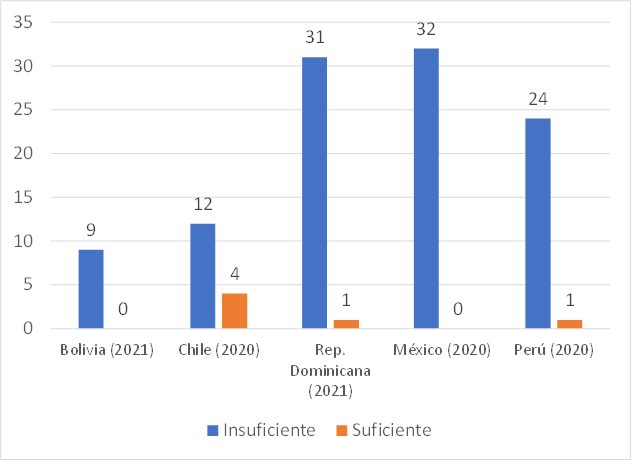 35
30
25
20
15
10
5
0
9
0
12
4
31
1
32
0
24
1
Bolivia (2021)
Chile (2020)
Rep.
Dominicana
(2021)
México (2020)
Perú (2020)
Insuficiente
Suficiente